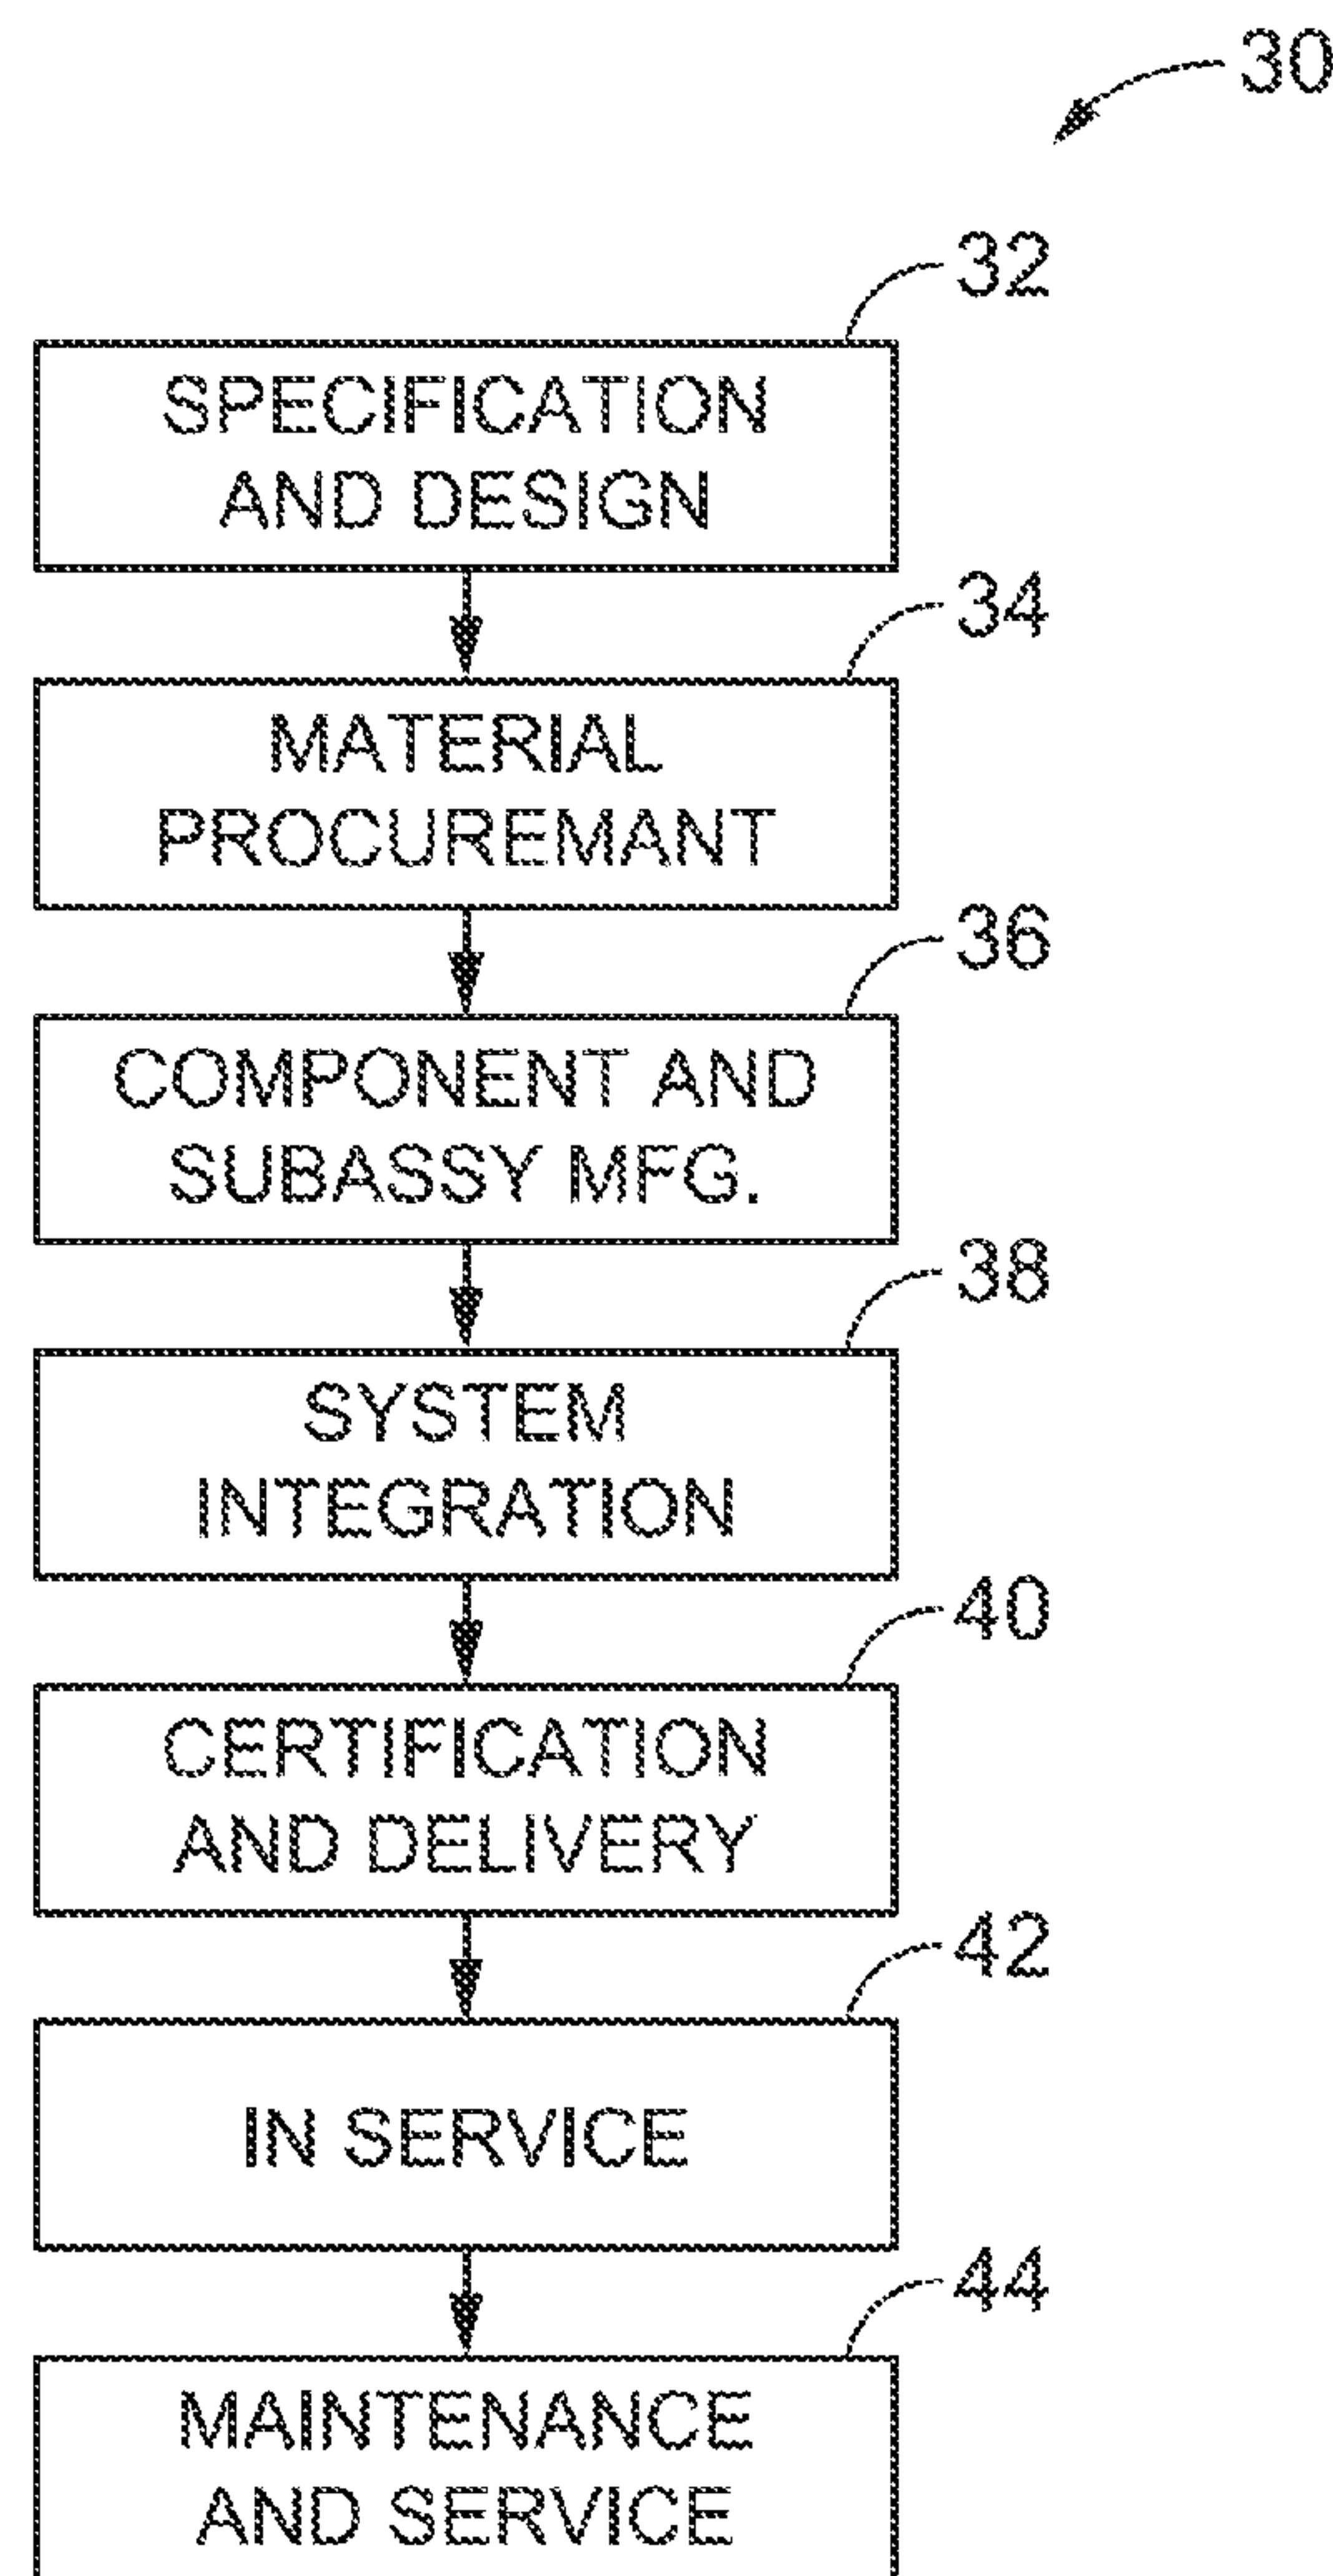 30
32
SPECIFICATION
AND DESIGN
34
MATERIAL
PROCUREMANT
36
COMPONENT AND
SUBASSY MFG.
38
SYSTEM
INTEGRATION
40
CERTIFICATION
AND DELIVERY
42
IN SERVICE
44
MAINTENANCE
AND SERVICE